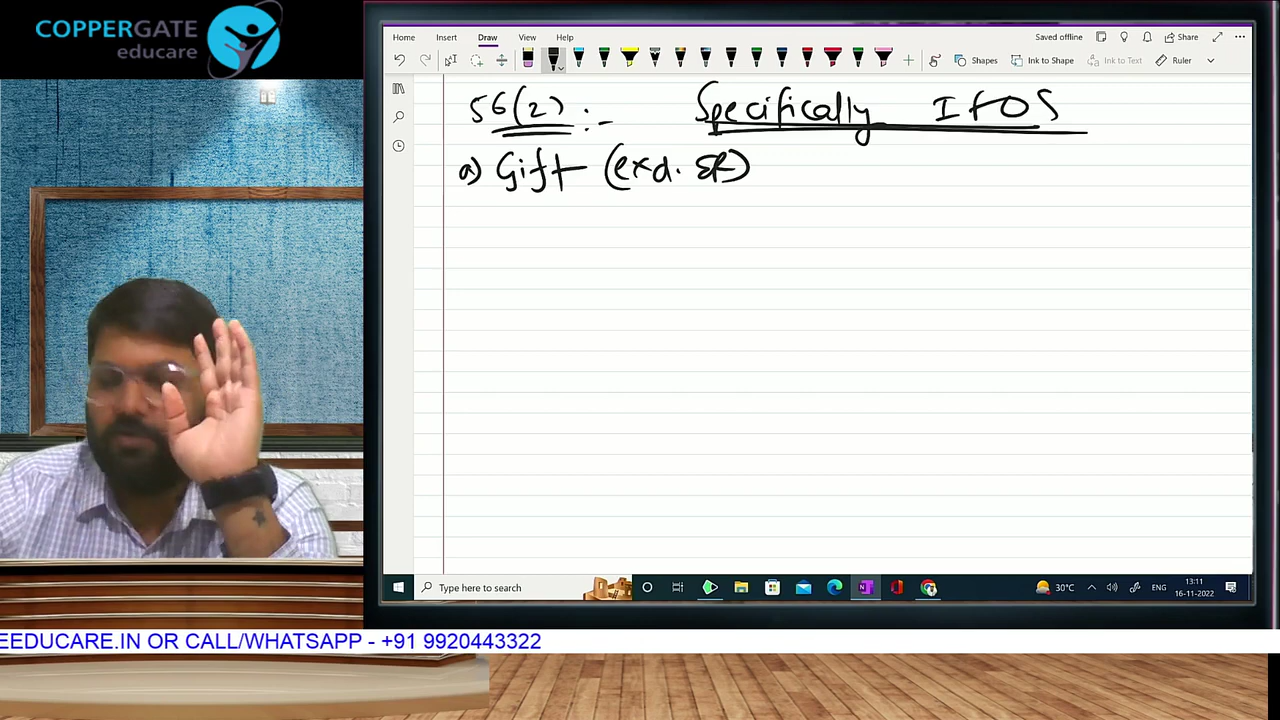 COPPERGATE
educare
Home Insert Draw View Help
Saved offline
Share
Shapes
Ink to Shape
Ink to Text
Ruler
56(2) :- Specifically IFOS
a) Gift (exd. SR)
Type here to search
30°C
ENG
13:11
16-11-2022
EEDUCARE.IN OR CALL/WHATSAPP - +91 9920443322